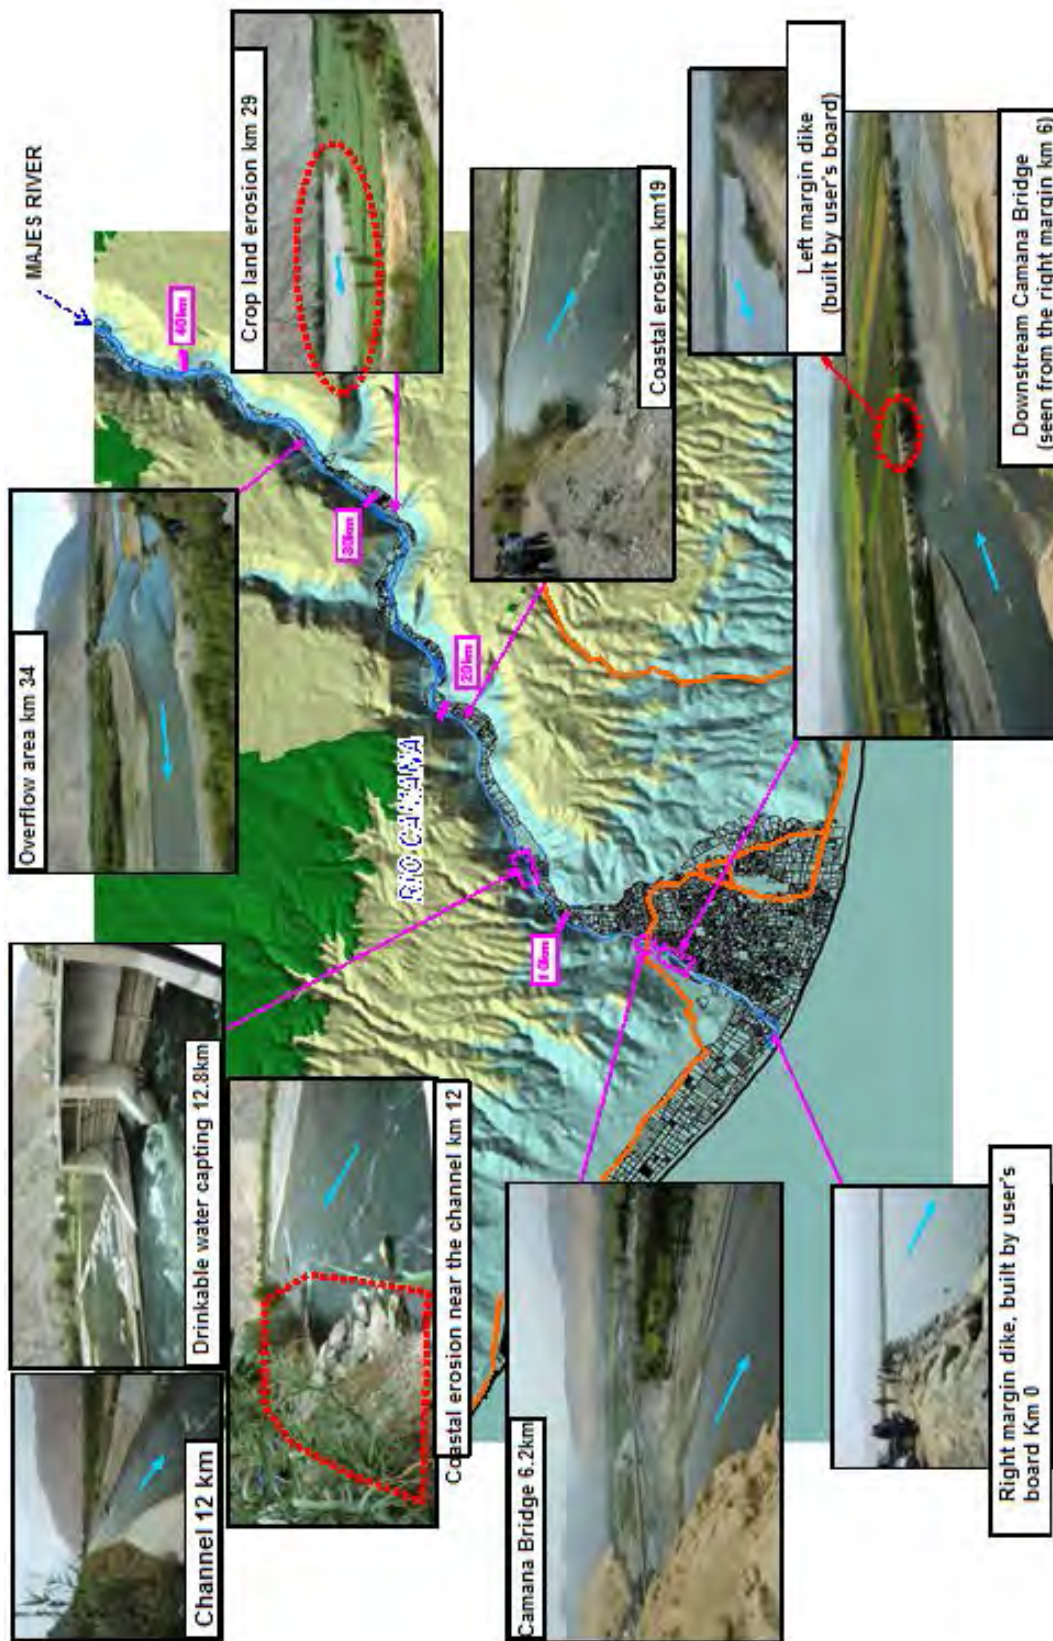 MAJES RIVER
40km
Crop land erosion km 29
Overflow area km 34
30km
Coastal erosion km19
20km
RIO CAMANA
Left margin dike
(built by user's board)
Downstream Camana Bridge
(seen from the right margin km 6)
10km
Drinkable water capting 12.8km
Channel 12 km
Coastal erosion near the channel km 12
Camana Bridge 6.2km
Right margin dike, built by user's
board Km 0